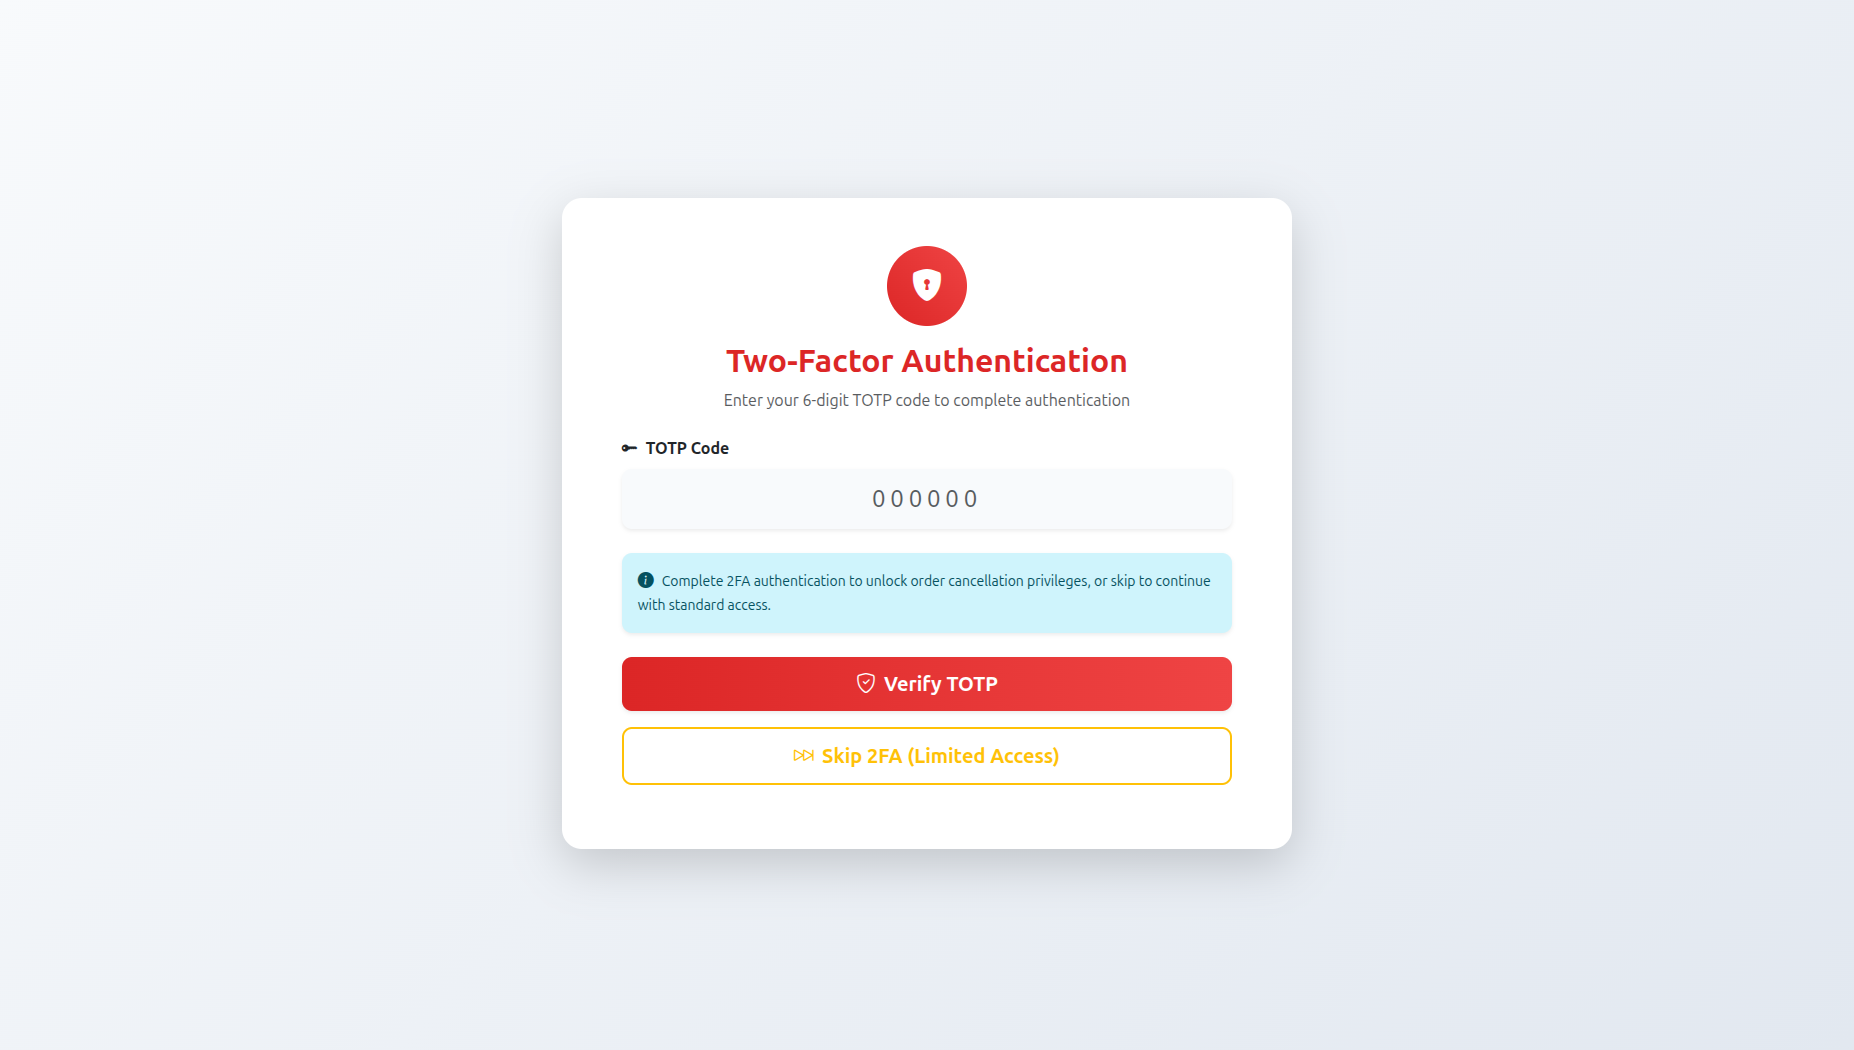 Two-Factor Authentication
Enter your 6-digit TOTP code to complete authentication
TOTP Code
000000
Complete 2FA authentication to unlock order cancellation privileges, or skip to continue
with standard access.
Verify TOTP
Skip 2FA (Limited Access)